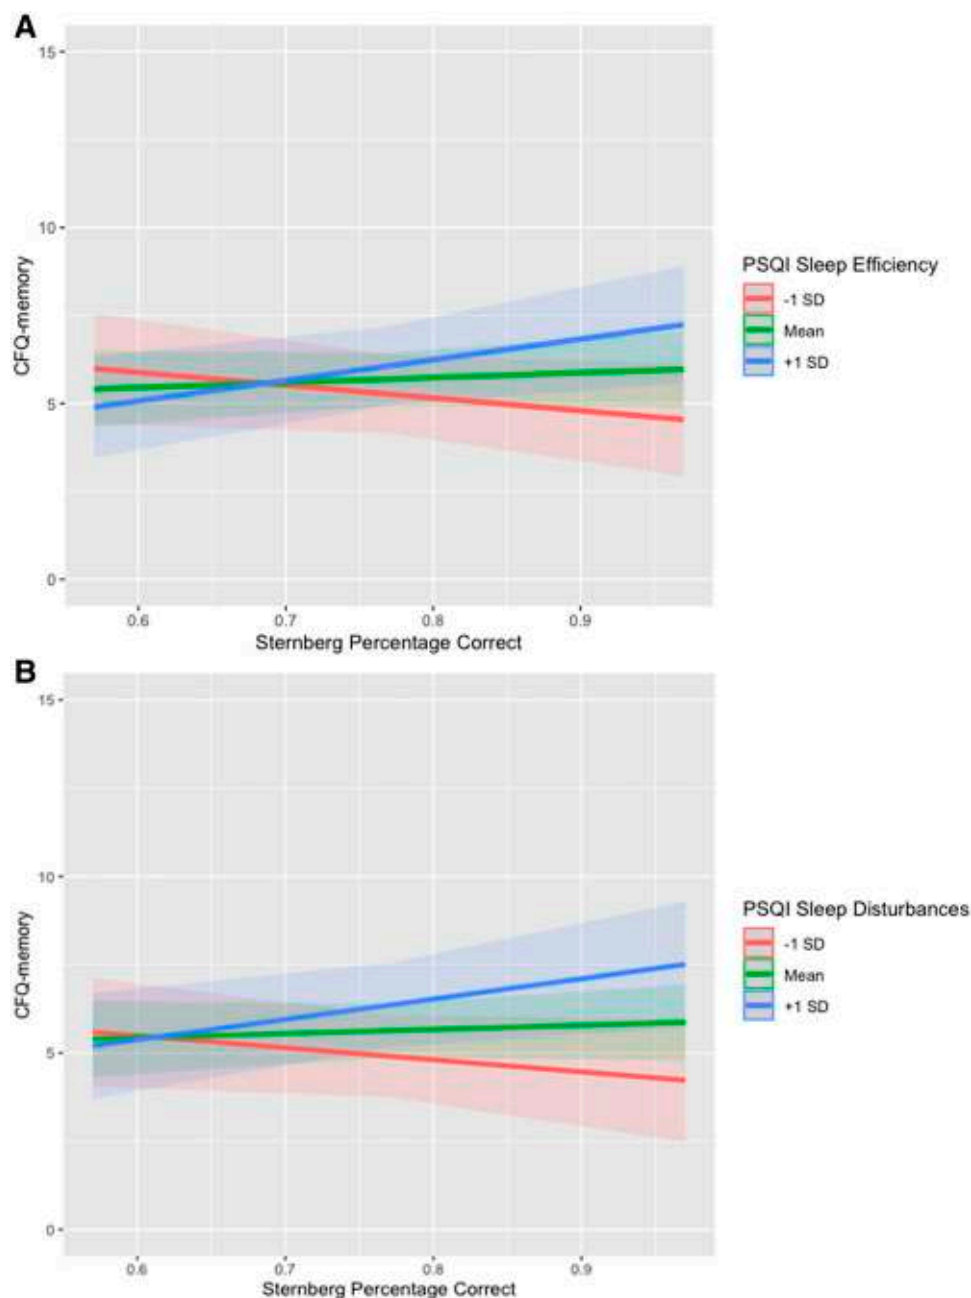 A
15
10
5
0
CFQ-memory
0.6 0.7 0.8 0.9
Sternberg Percentage Correct
PSQI Sleep Efficiency
-1 SD
Mean
+1 SD
B
15
10
5
0
CFQ-memory
0.6 0.7 0.8 0.9
Sternberg Percentage Correct
PSQI Sleep Disturbances
-1 SD
Mean
+1 SD